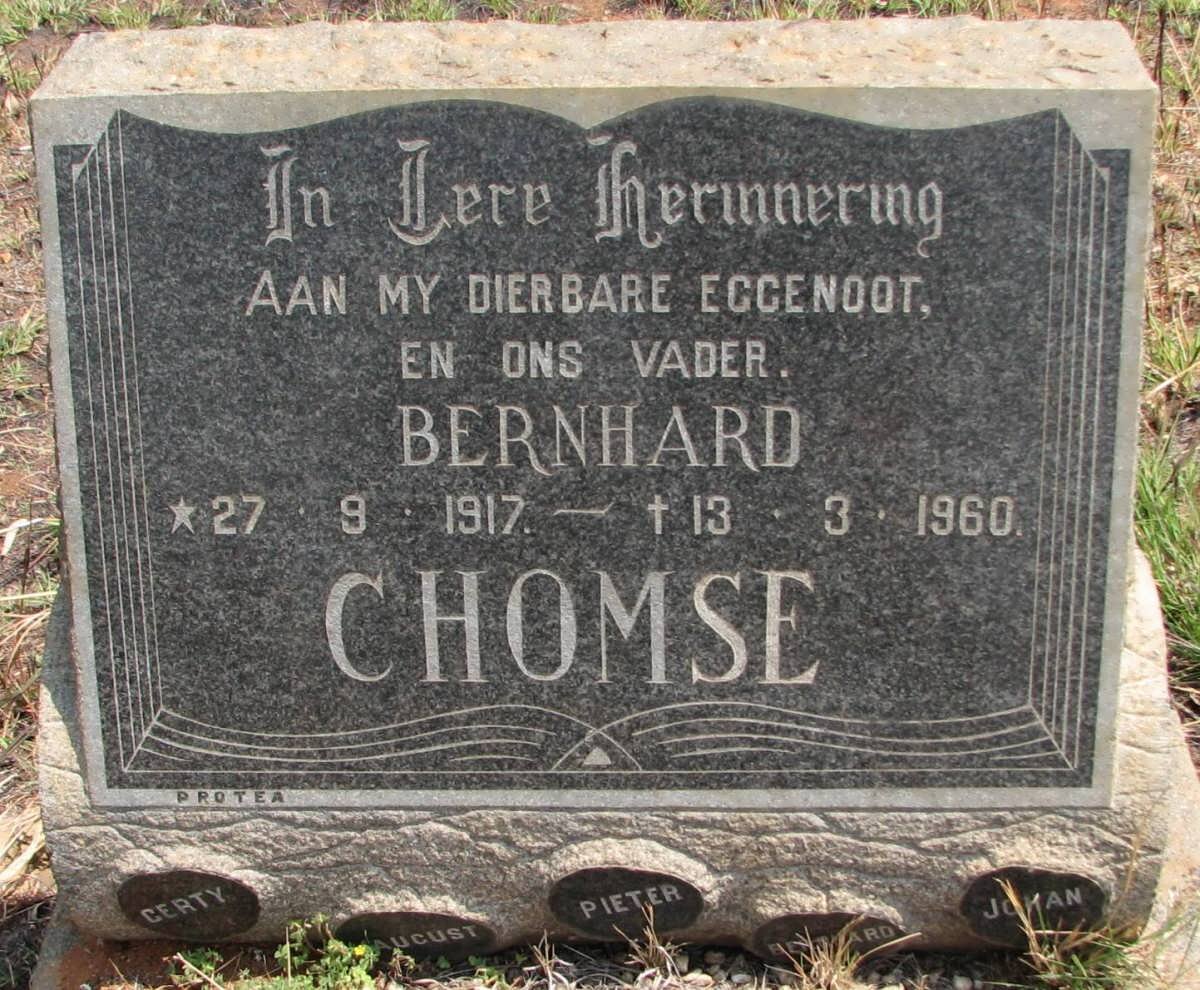 In Lere Herinnering
AAN MY DIERBARE EGGENOOT,
EN ONS VADER.
BERNHARD
★ 27 · 9 · 1917. — † 13 · 3 · 1960.
CHOMSE
PROTEA
GERTY
AUGUST
PIETER
BERNHARDT
JOHAN